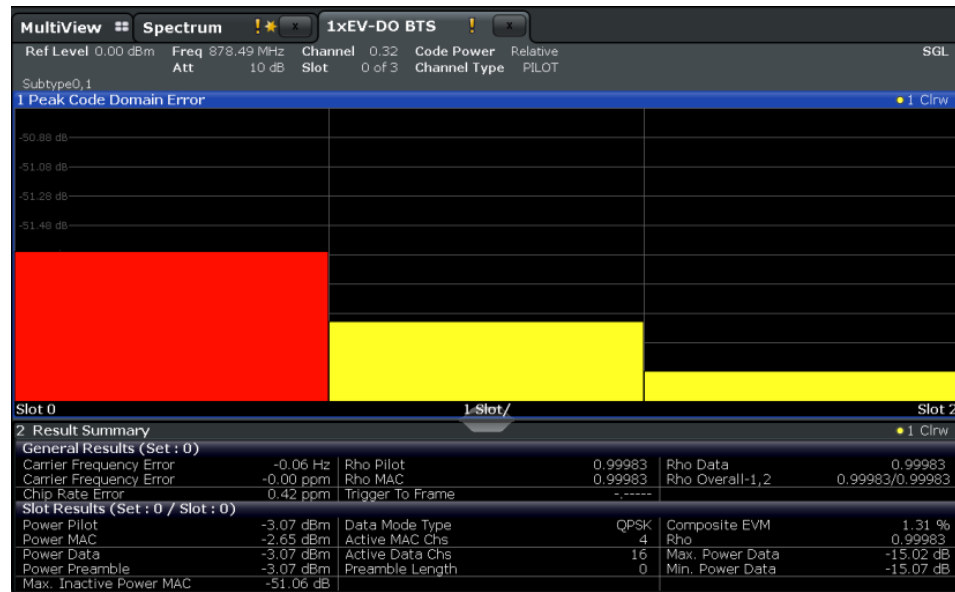 MultiView Spectrum ! x 1xEV-DO BTS ! x
Ref Level 0.00 dBm Freq 878.49 MHz Channel 0.32 Code Power Relative SGL
Att 10 dB Slot 0 of 3 Channel Type PILOT
Subtype0,1
1 Peak Code Domain Error 1 Clrw
-50.88 dB
-51.08 dB
-51.28 dB
-51.48 dB
Slot 0 1 Slot/ Slot 2
2 Result Summary 1 Clrw
General Results (Set : 0)
Carrier Frequency Error -0.06 Hz Rho Pilot 0.99983 Rho Data 0.99983
Carrier Frequency Error -0.00 ppm Rho MAC 0.99983 Rho Overall-1,2 0.99983/0.99983
Chip Rate Error 0.42 ppm Trigger To Frame -.-----
Slot Results (Set : 0 / Slot : 0)
Power Pilot -3.07 dBm Data Mode Type QPSK Composite EVM 1.31 %
Power MAC -2.65 dBm Active MAC Chs 4 Rho 0.99983
Power Data -3.07 dBm Active Data Chs 16 Max. Power Data -15.02 dB
Power Preamble -3.07 dBm Preamble Length 0 Min. Power Data -15.07 dB
Max. Inactive Power MAC -51.06 dB